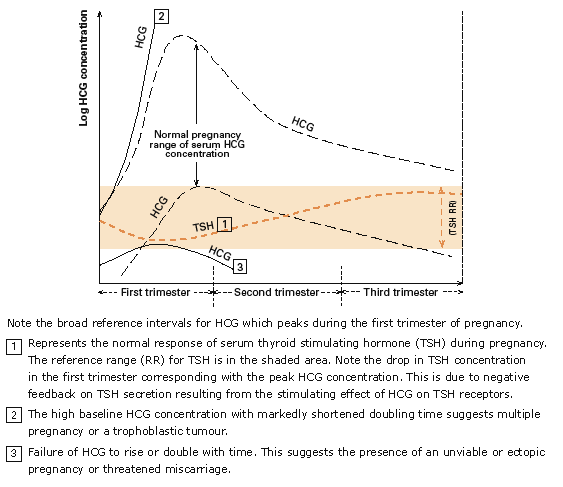 2
HCG
HCG
Log HCG concentration
Normal pregnancy
range of serum HCG
concentration
HCG
TSH 1
(TSH RR)
HCG
3
First trimester
Second trimester
Third trimester
Note the broad reference intervals for HCG which peaks during the first trimester of pregnancy.
1 Represents the normal response of serum thyroid stimulating hormone (TSH) during pregnancy.
The reference range (RR) for TSH is in the shaded area. Note the drop in TSH concentration
in the first trimester corresponding with the peak HCG concentration. This is due to negative
feedback on TSH secretion resulting from the stimulating effect of HCG on TSH receptors.
2 The high baseline HCG concentration with markedly shortened doubling time suggests multiple
pregnancy or a trophoblastic tumour.
3 Failure of HCG to rise or double with time. This suggests the presence of an unviable or ectopic
pregnancy or threatened miscarriage.